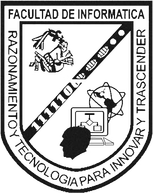 FACULTAD DE INFORMATICA
RAZONAMIENTO Y TECNOLOGIA PARA INNOVAR Y TRASCENDER